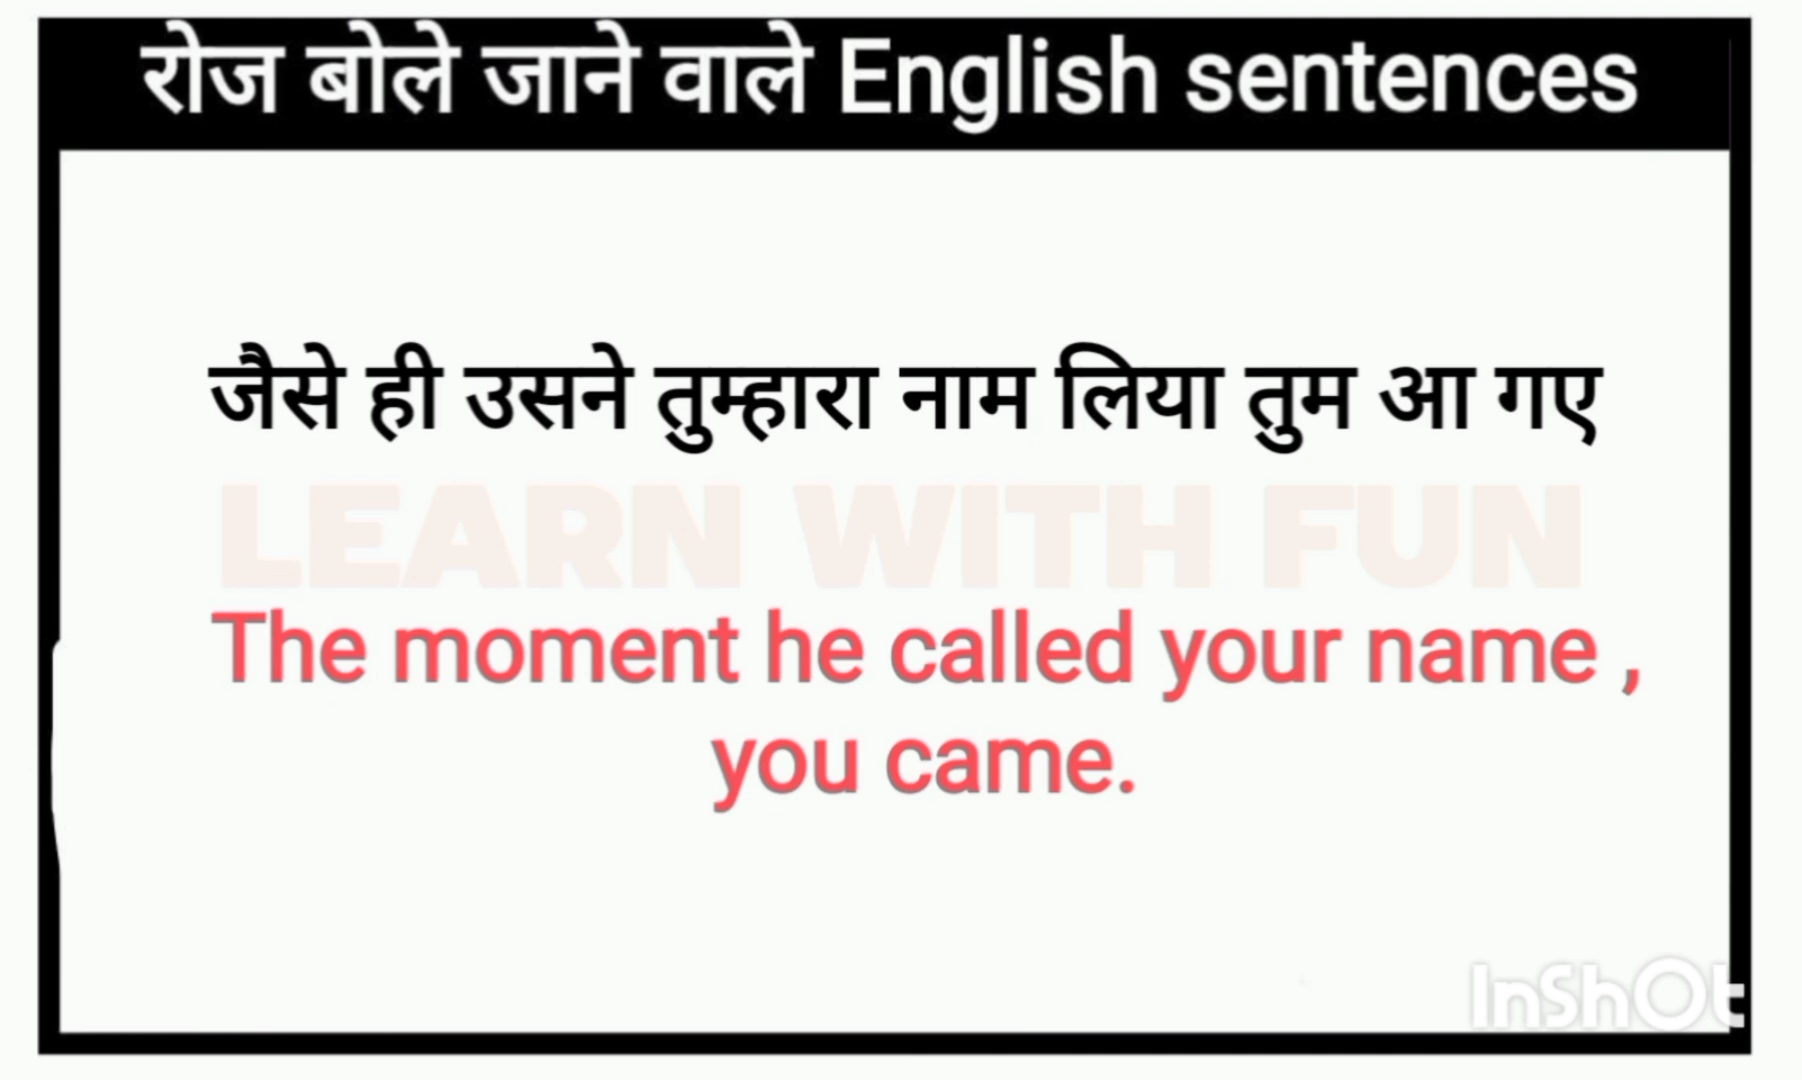 रोज बोले जाने वाले English sentences
जैसे ही उसने तुम्हारा नाम लिया तुम आ गए
LEARN WITH FUN
The moment he called your name ,
you came.
InShOt